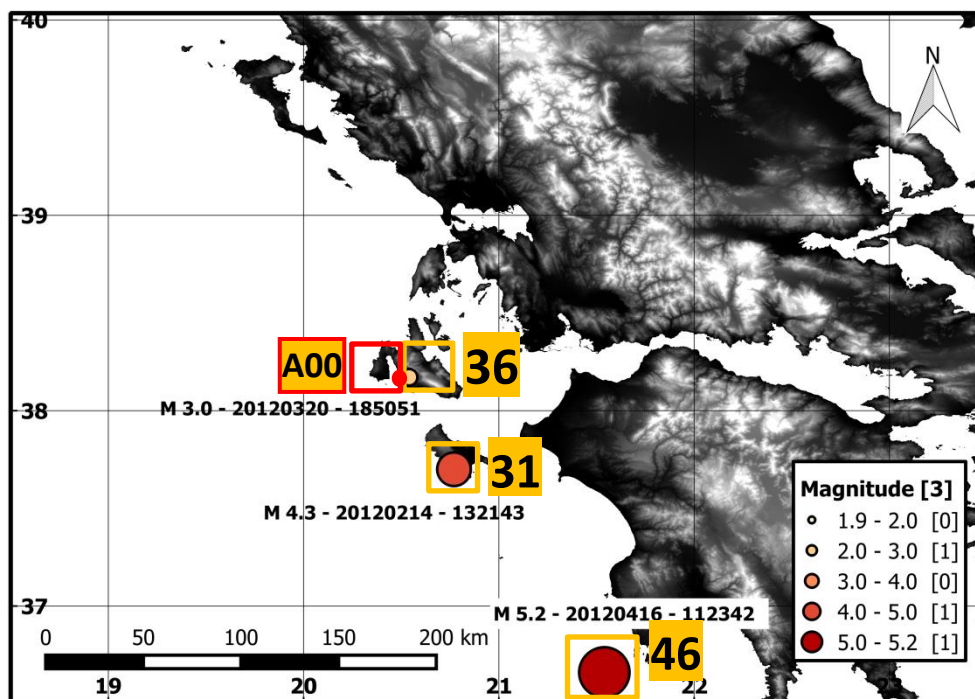 40
N
39
A00
36
38
M 3.0 - 20120320 - 185051
31
M 4.3 - 20120214 - 132143
Magnitude [3]
1.9 - 2.0 [0]
2.0 - 3.0 [1]
3.0 - 4.0 [0]
4.0 - 5.0 [1]
5.0 - 5.2 [1]
37
M 5.2 - 20120416 - 112342
0 50 100 150 200 km
46
19 20 21 22 23